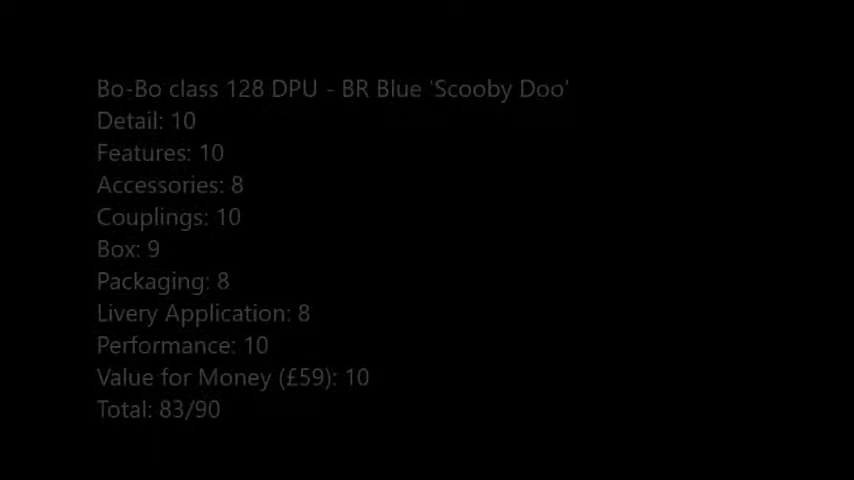 Bo-Bo class 128 DPU - BR Blue 'Scooby Doo'
Detail: 10
Features: 10
Accessories: 8
Couplings: 10
Box: 9
Packaging: 8
Livery Application: 8
Performance: 10
Value for Money (£59): 10
Total: 83/90